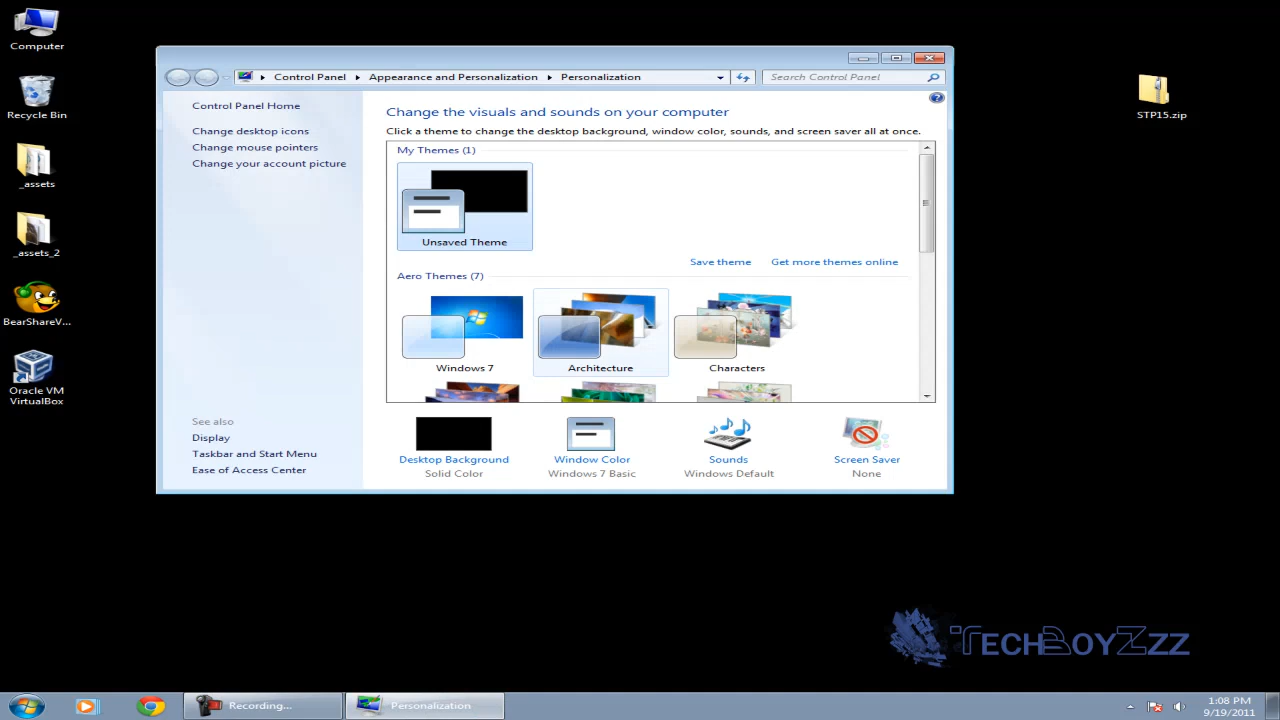 Computer
Recycle Bin
_assets
_assets_2
BearShareV...
Oracle VM
VirtualBox
STP15.zip
Control Panel
Appearance and Personalization
Personalization
Search Control Panel
Control Panel Home
Change desktop icons
Change mouse pointers
Change your account picture
See also
Display
Taskbar and Start Menu
Ease of Access Center
Change the visuals and sounds on your computer
Click a theme to change the desktop background, window color, sounds, and screen saver all at once.
My Themes (1)
Unsaved Theme
Save theme
Get more themes online
Aero Themes (7)
Windows 7
Architecture
Characters
Desktop Background
Solid Color
Window Color
Windows 7 Basic
Sounds
Windows Default
Screen Saver
None
TechBoyZzz
Recording...
Personalization
1:08 PM
9/19/2011